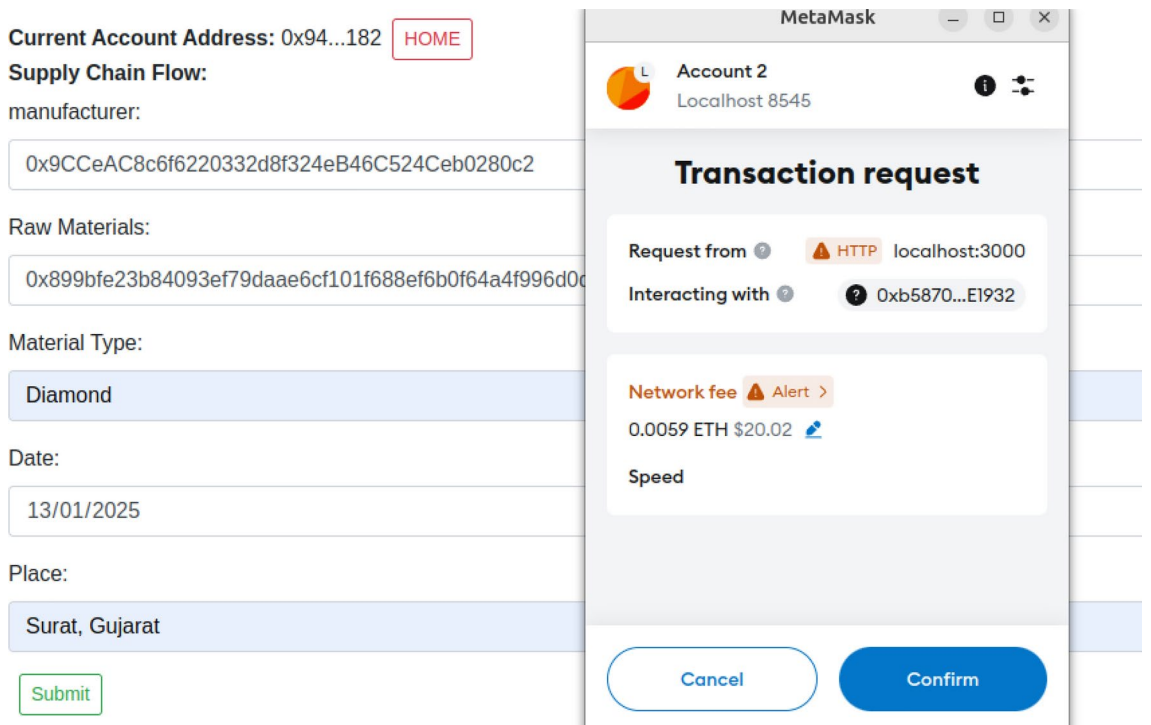 Current Account Address: 0x94...182 HOME
Supply Chain Flow:
manufacturer:
0x9CCeAC8c6f6220332d8f324eB46C524Ceb0280c2
Raw Materials:
0x899bfe23b84093ef79daae6cf101f688ef6b0f64a4f996d0c
Material Type:
Diamond
Date:
13/01/2025
Place:
Surat, Gujarat
Submit
MetaMask
L
Account 2
Localhost 8545
Transaction request
Request from HTTP localhost:3000
Interacting with 0xb5870...E1932
Network fee Alert >
0.0059 ETH $20.02
Speed
Cancel
Confirm